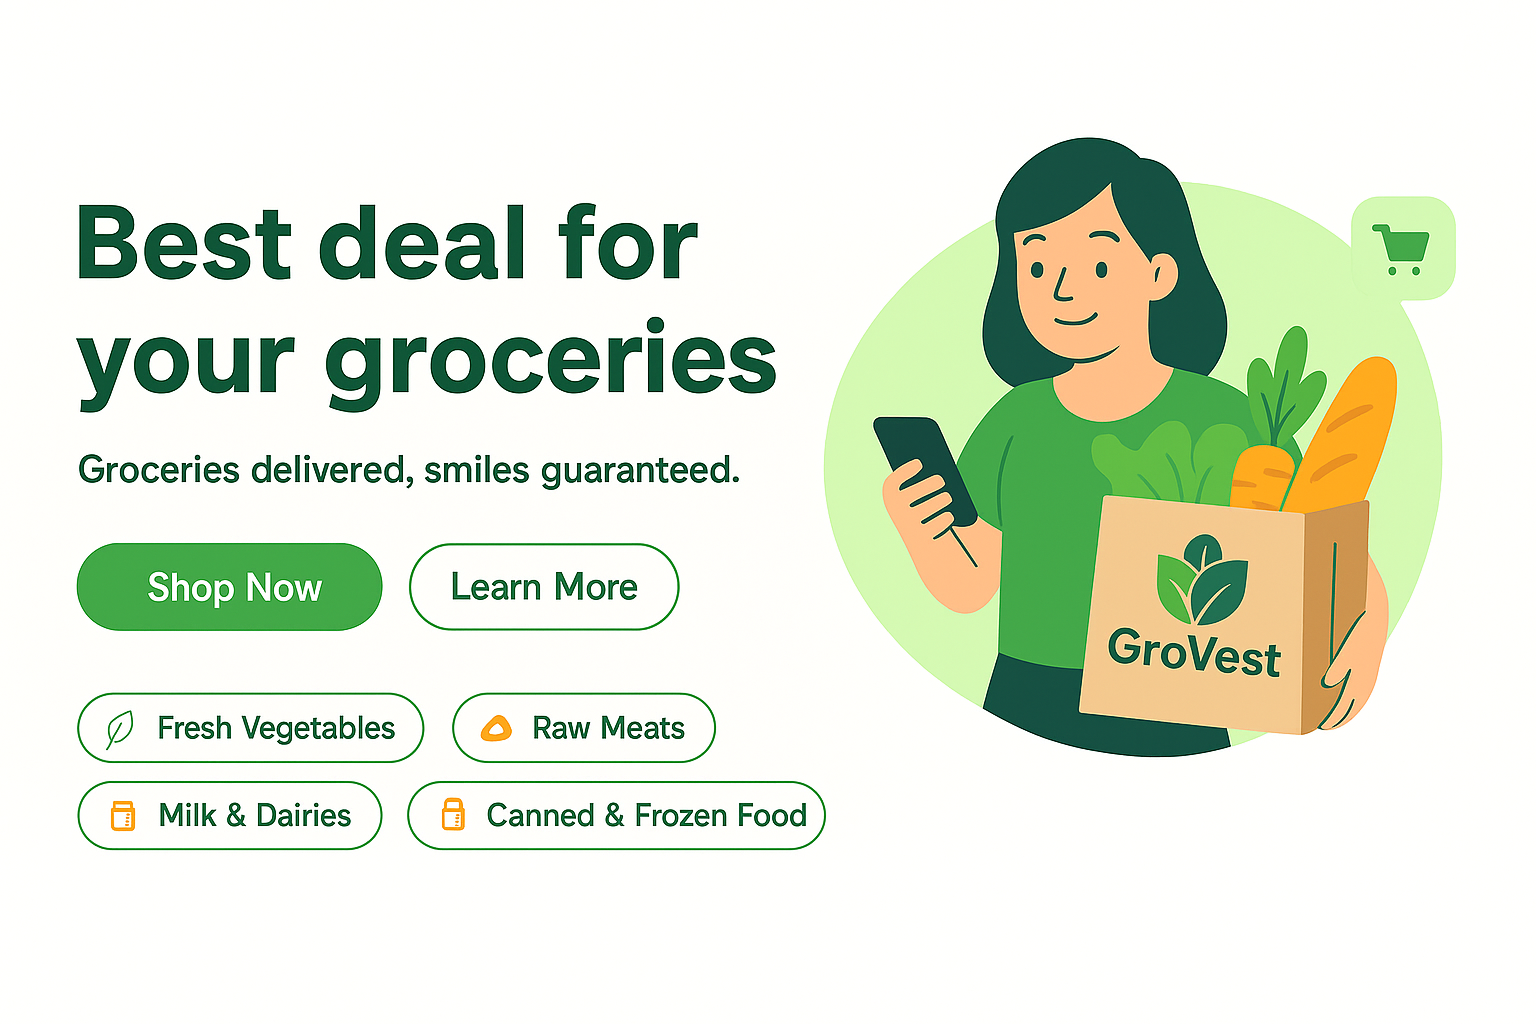 Best deal for
your groceries
Groceries delivered, smiles guaranteed.
Shop Now
Learn More
Fresh Vegetables
Raw Meats
Milk & Dairies
Canned & Frozen Food
GroVest